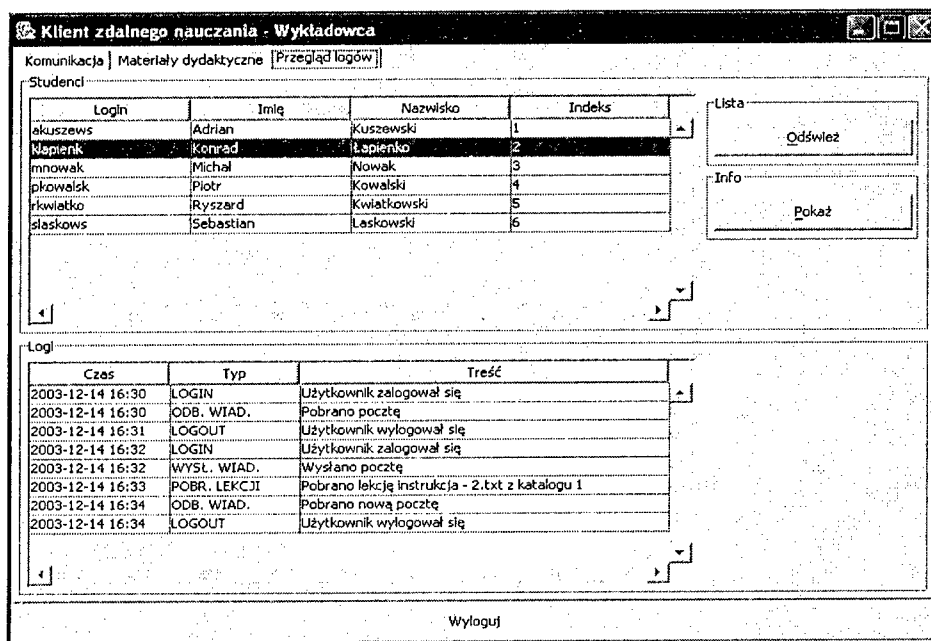 Klient zdalnego nauczania - Wykładowca
Komunikacja Materiały dydaktyczne Przegląd logów
Studenci
Login Imię Nazwisko Indeks
akuszews Adrian Kuszewski 1
klapienk Konrad Łapienko 2
mnowak Michał Nowak 3
pkowalsk Piotr Kowalski 4
rkwiatko Ryszard Kwiatkowski 5
slaskows Sebastian Laskowski 6
Lista
Odśwież
Info
Pokaż
Logi
Czas Typ Treść
2003-12-14 16:30 LOGIN Użytkownik zalogował się
2003-12-14 16:30 ODB. WIAD. Pobrano pocztę
2003-12-14 16:31 LOGOUT Użytkownik wylogował się
2003-12-14 16:32 LOGIN Użytkownik zalogował się
2003-12-14 16:32 WYSŁ. WIAD. Wysłano pocztę
2003-12-14 16:33 POBR. LEKCJI Pobrano lekcję instrukcja - 2.txt z katalogu 1
2003-12-14 16:34 ODB. WIAD. Pobrano nową pocztę
2003-12-14 16:34 LOGOUT Użytkownik wylogował się
Wyloguj